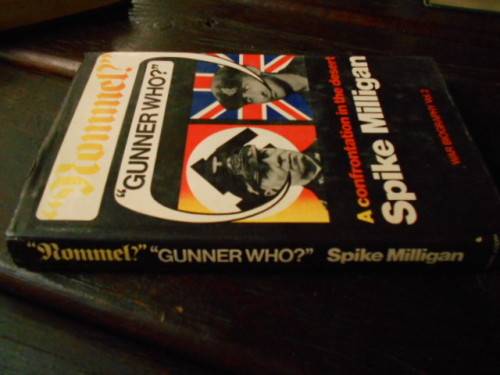 "Rommel?"
"GUNNER WHO?"
A confrontation in the desert
Spike Milligan
WAR BIOGRAPHY Vol. 2
"Rommel?" "GUNNER WHO?" Spike Milligan